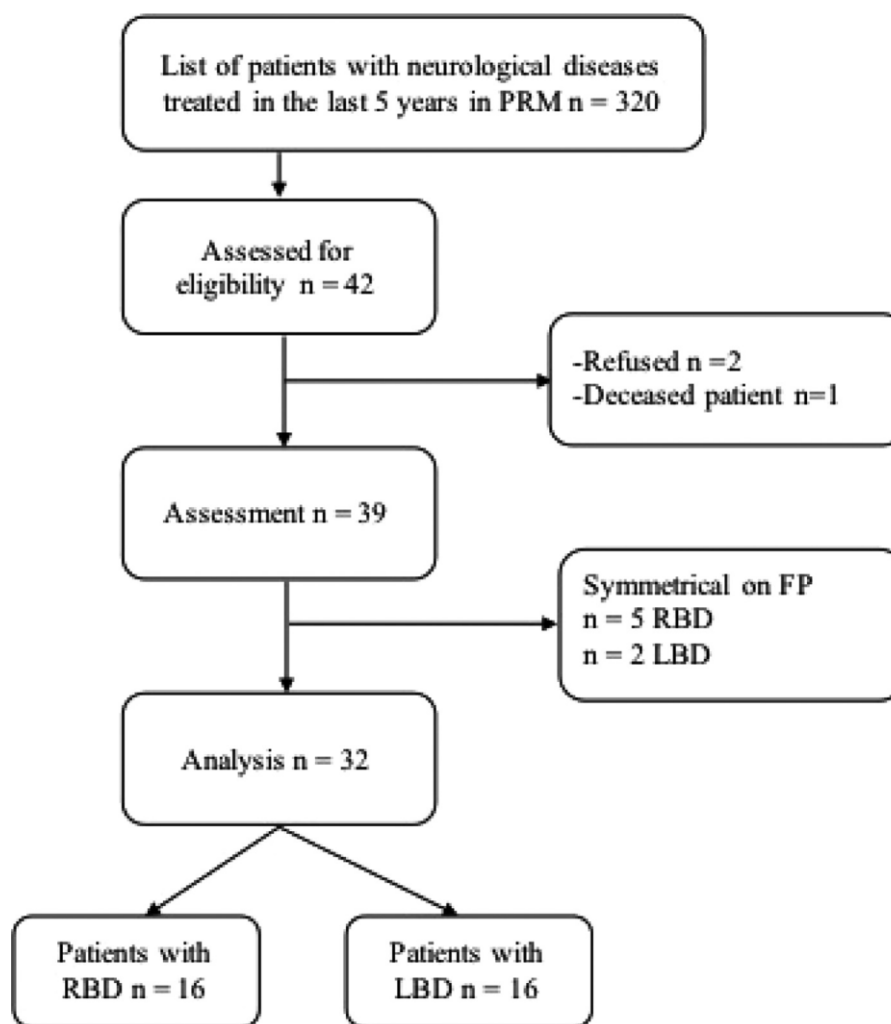 List of patients with neurological diseases
treated in the last 5 years in PRM n = 320
Assessed for
eligibility n = 42
-Refused n =2
-Deceased patient n=1
Assessment n = 39
Symmetrical on FP
n = 5 RBD
n = 2 LBD
Analysis n = 32
Patients with
RBD n = 16
Patients with
LBD n = 16